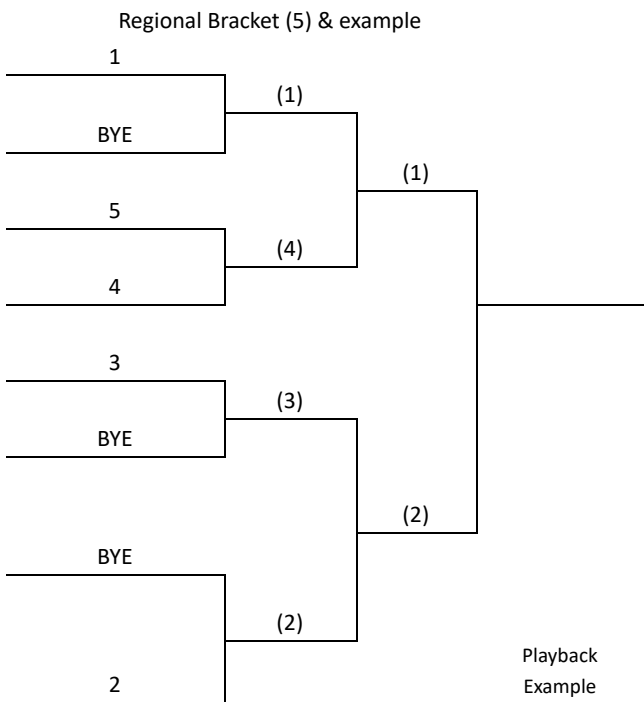 Regional Bracket (5) & example
1
(1)
BYE
(1)
5
(4)
4
3
(3)
BYE
(2)
BYE
(2)
2
Playback
Example